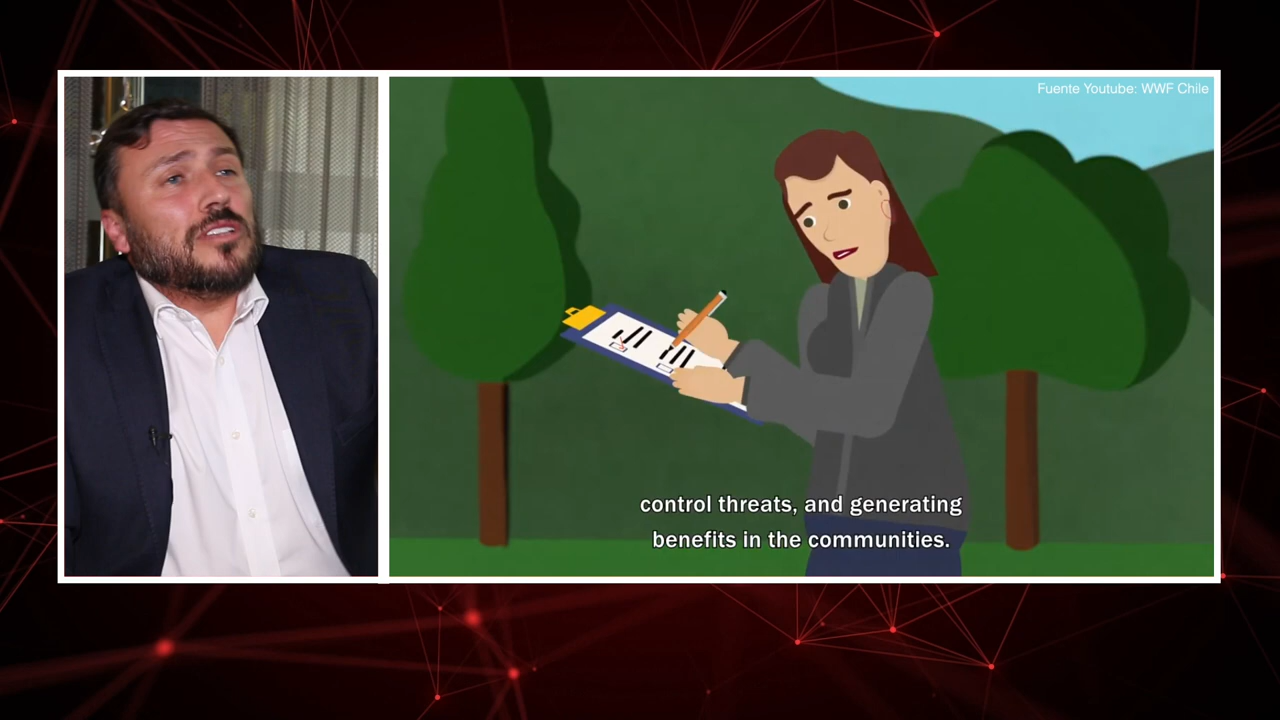 Fuente Youtube: WWF Chile
control threats, and generating
benefits in the communities.